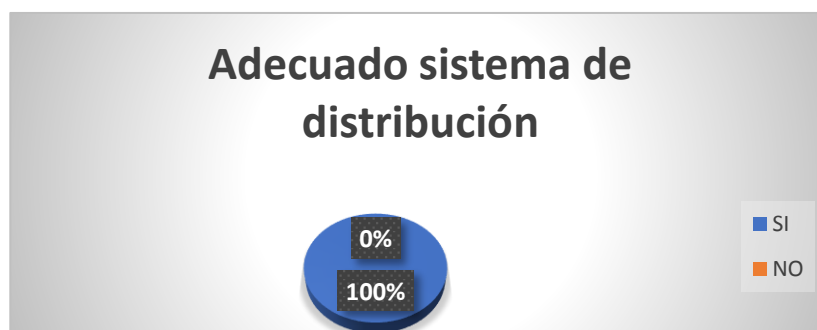 Adecuado sistema de
distribución
0%
100%
SI
NO